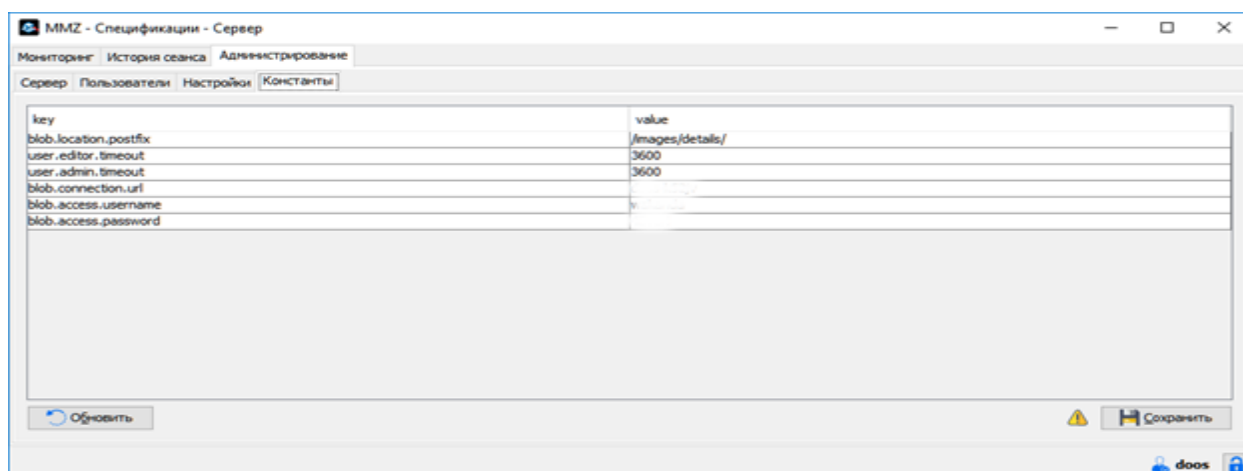 MMZ - Спецификации - Сервер
Мониторинг История сеанса Администрирование
Сервер Пользователи Настройки Константы
key value
blob.location.postfix /images/details/
user.editor.timeout 3600
user.admin.timeout 3600
blob.connection.url
blob.access.username
blob.access.password
Обновить Сохранить
doos